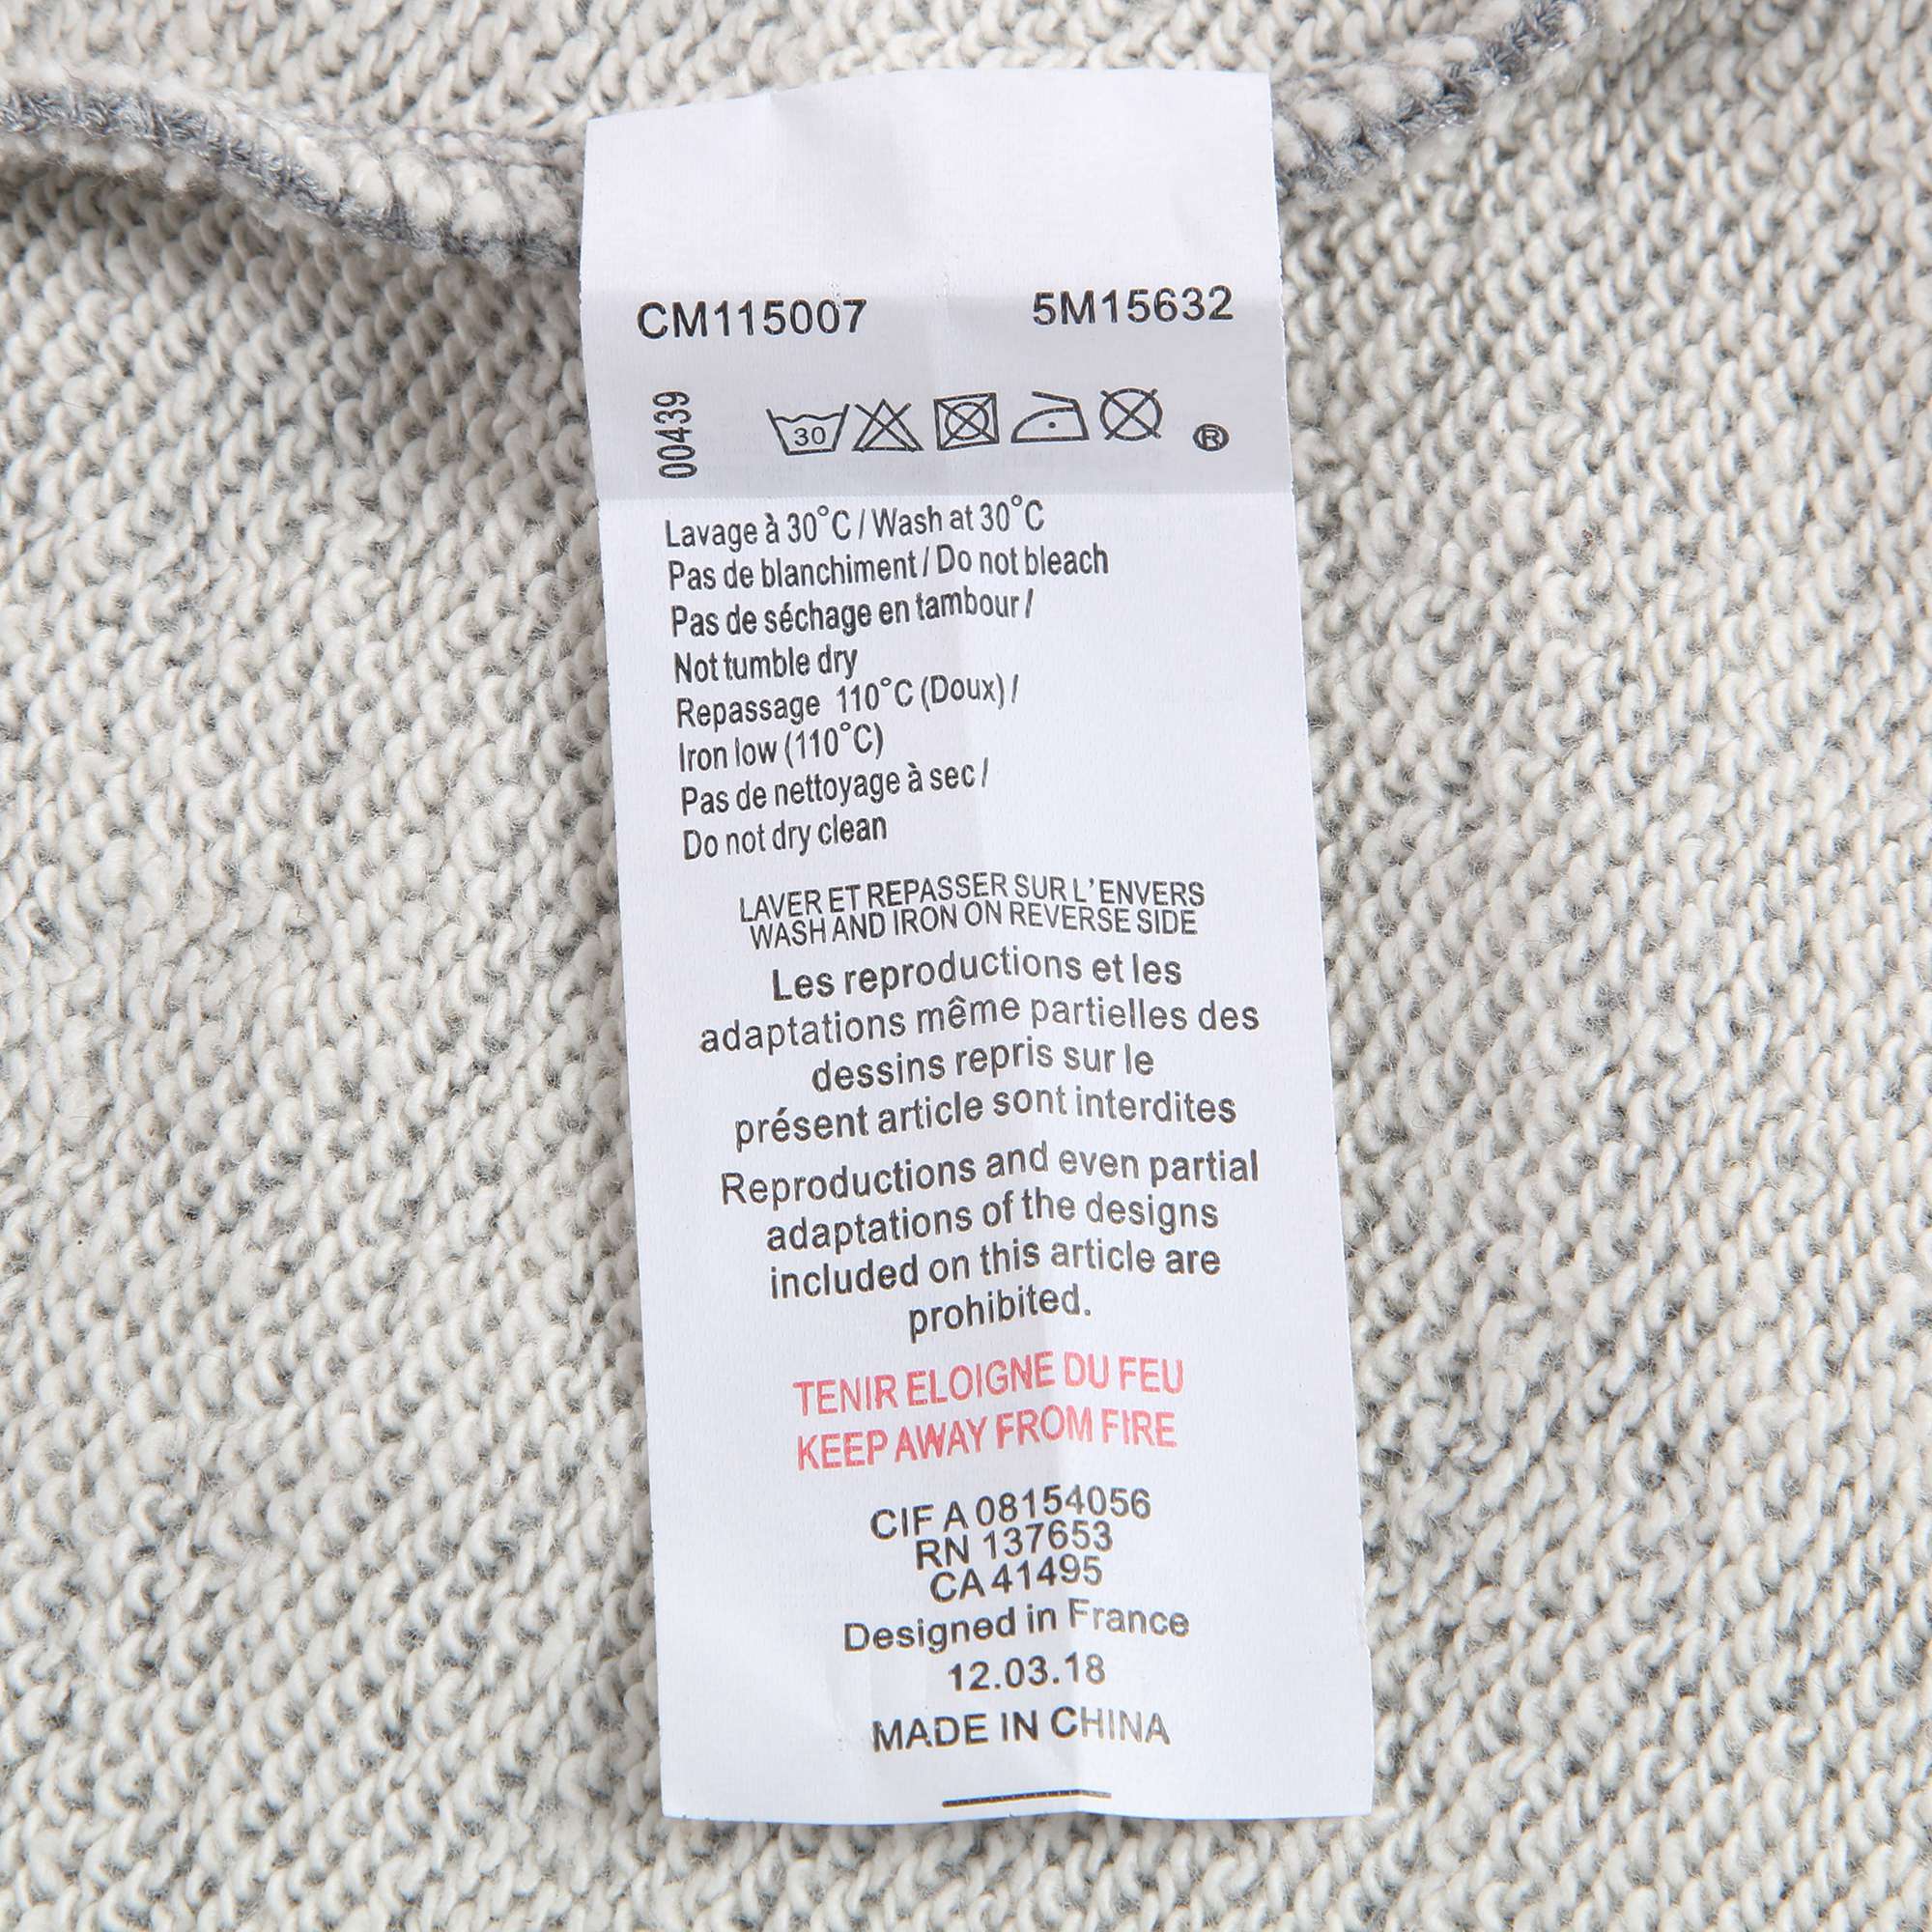 CM115007 5M15632
00439 30 ®
Lavage à 30°C / Wash at 30°C
Pas de blanchiment / Do not bleach
Pas de séchage en tambour /
Not tumble dry
Repassage 110°C (Doux) /
Iron low (110°C)
Pas de nettoyage à sec /
Do not dry clean
LAVER ET REPASSER SUR L'ENVERS
WASH AND IRON ON REVERSE SIDE
Les reproductions et les
adaptations même partielles des
dessins repris sur le
présent article sont interdites
Reproductions and even partial
adaptations of the designs
included on this article are
prohibited.
TENIR ELOIGNE DU FEU
KEEP AWAY FROM FIRE
CIF A 08154056
RN 137653
CA 41495
Designed in France
12.03.18
MADE IN CHINA